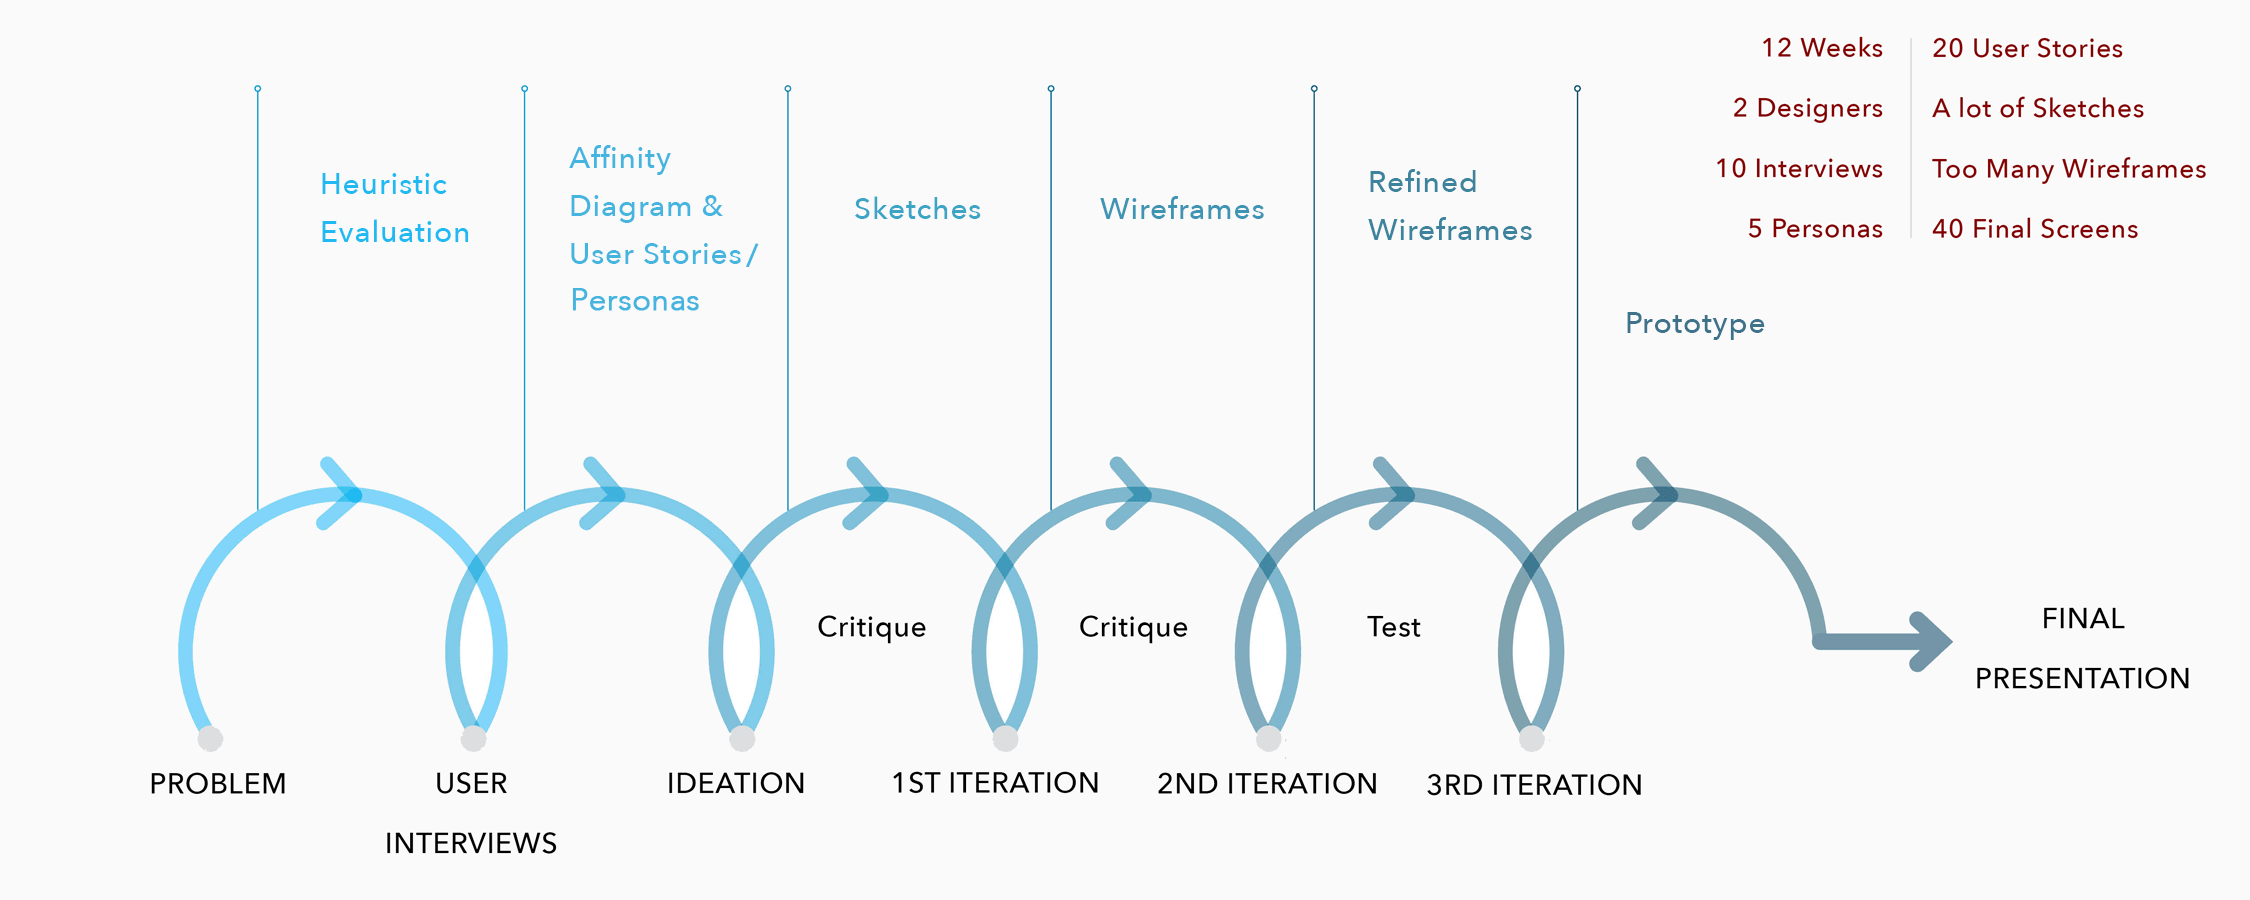 12 Weeks
2 Designers
10 Interviews
5 Personas
20 User Stories
A lot of Sketches
Too Many Wireframes
40 Final Screens
Heuristic
Evaluation
Affinity
Diagram &
User Stories/
Personas
Sketches
Wireframes
Refined
Wireframes
Prototype
Critique
Critique
Test
PROBLEM
USER
INTERVIEWS
IDEATION
1ST ITERATION
2ND ITERATION
3RD ITERATION
FINAL
PRESENTATION